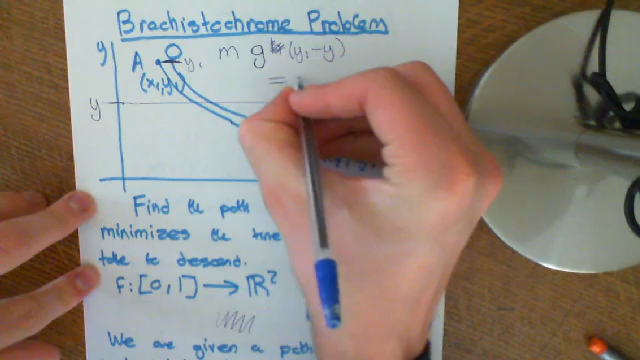 Brachistochrome Problem
y
A
y₁
m g (y₁-y)
(x₁,y₁)
=
y
Find the path
minimizes the time
take to descend.
f:[0,1] → ℝ²
We are given a path